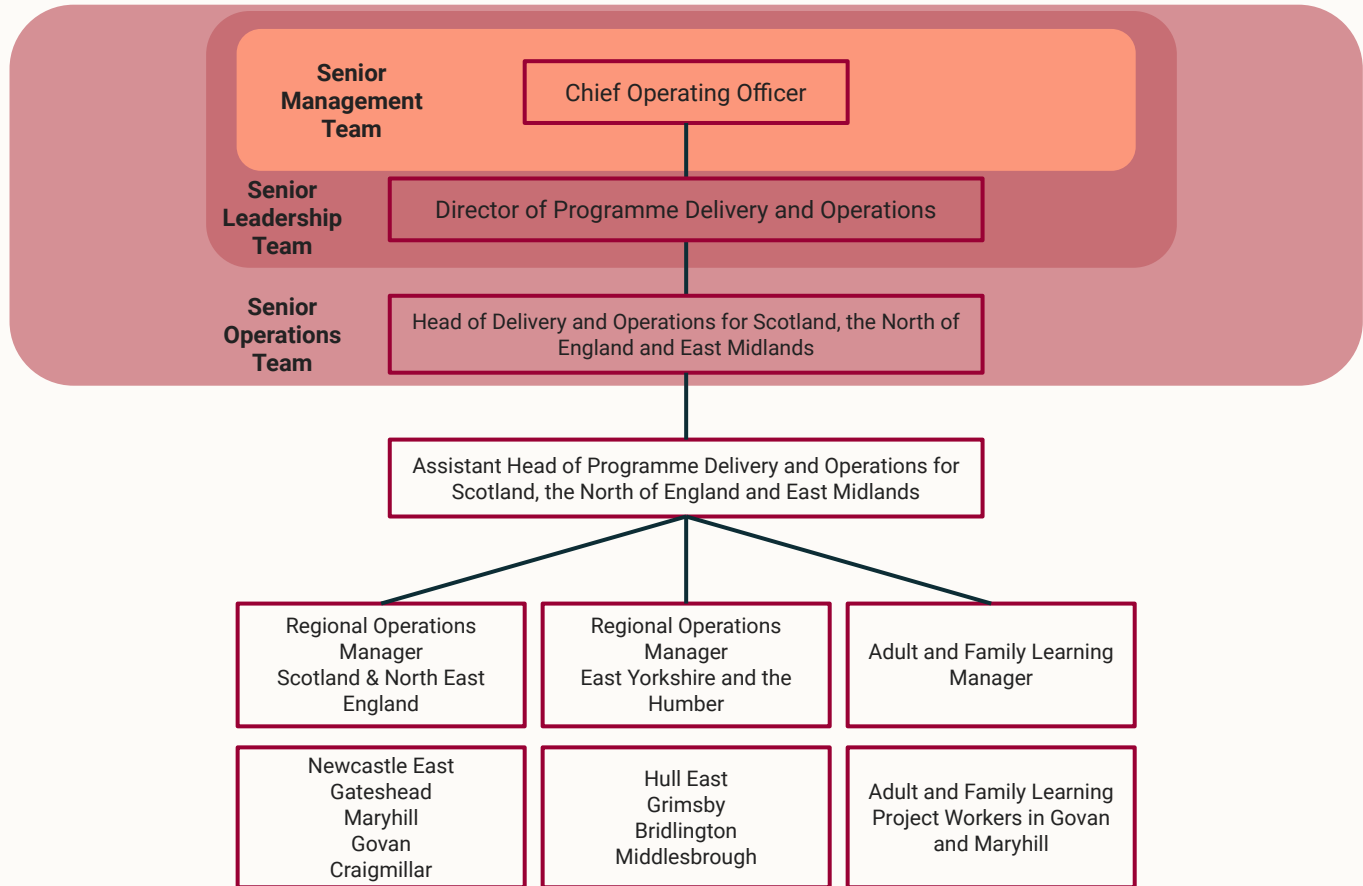 Senior
Management
Team
Chief Operating Officer
Senior
Leadership
Team
Director of Programme Delivery and Operations
Senior
Operations
Team
Head of Delivery and Operations for Scotland, the North of
England and East Midlands
Assistant Head of Programme Delivery and Operations for
Scotland, the North of England and East Midlands
Regional Operations
Manager
Scotland & North East
England
Regional Operations
Manager
East Yorkshire and the
Humber
Adult and Family Learning
Manager
Newcastle East
Gateshead
Maryhill
Govan
Craigmillar
Hull East
Grimsby
Bridlington
Middlesbrough
Adult and Family Learning
Project Workers in Govan
and Maryhill